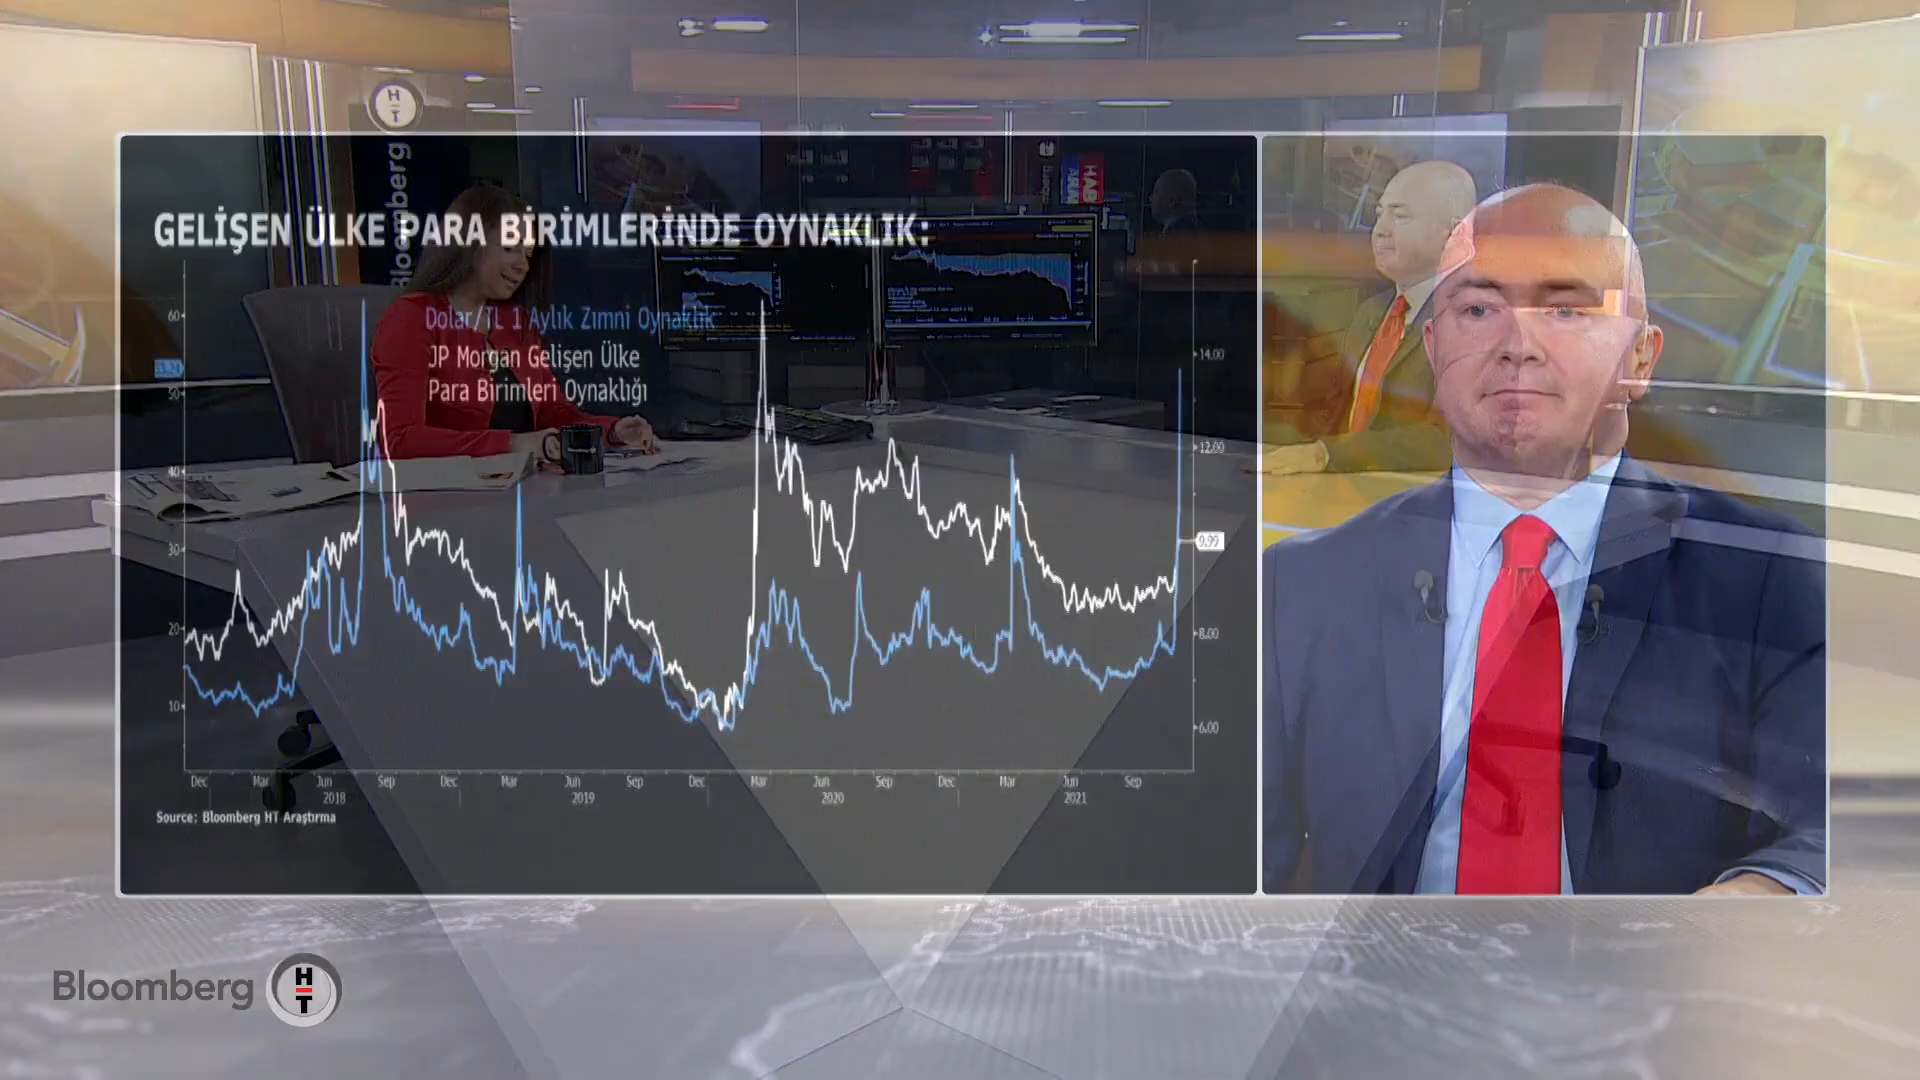 HT
Bloomberg
GELİŞEN ÜLKE PARA BİRİMLERİNDE OYNAKLIK:
Dolar/TL 1 Aylık Zımni Oynaklık
JP Morgan Gelişen Ülke
Para Birimleri Oynaklığı
60
50
40
30
20
10
14.00
12.00
9.99
8.00
6.00
Dec Mar Jun Sep Dec Mar Jun Sep Dec Mar Jun Sep Dec Mar Jun Sep
2018 2019 2020 2021
Source: Bloomberg HT Araştırma
Bloomberg HT